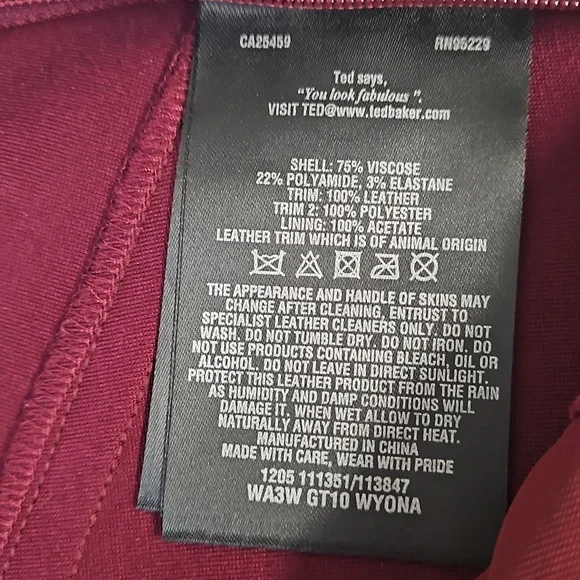 CA25459 RN95229
Ted says,
"You look fabulous".
VISIT TED@www.tedbaker.com
SHELL: 75% VISCOSE
22% POLYAMIDE, 3% ELASTANE
TRIM: 100% LEATHER
TRIM 2: 100% POLYESTER
LINING: 100% ACETATE
LEATHER TRIM WHICH IS OF ANIMAL ORIGIN
THE APPEARANCE AND HANDLE OF SKINS MAY
CHANGE AFTER CLEANING, ENTRUST TO
SPECIALIST LEATHER CLEANERS ONLY. DO NOT
WASH. DO NOT TUMBLE DRY. DO NOT IRON. DO
NOT USE PRODUCTS CONTAINING BLEACH, OIL OR
ALCOHOL. DO NOT LEAVE IN DIRECT SUNLIGHT.
PROTECT THIS LEATHER PRODUCT FROM THE RAIN
AS HUMIDITY AND DAMP CONDITIONS WILL
DAMAGE IT. WHEN WET ALLOW TO DRY
NATURALLY AWAY FROM DIRECT HEAT.
MANUFACTURED IN CHINA
MADE WITH CARE, WEAR WITH PRIDE
1205 111351/113847
WA3W GT10 WYONA